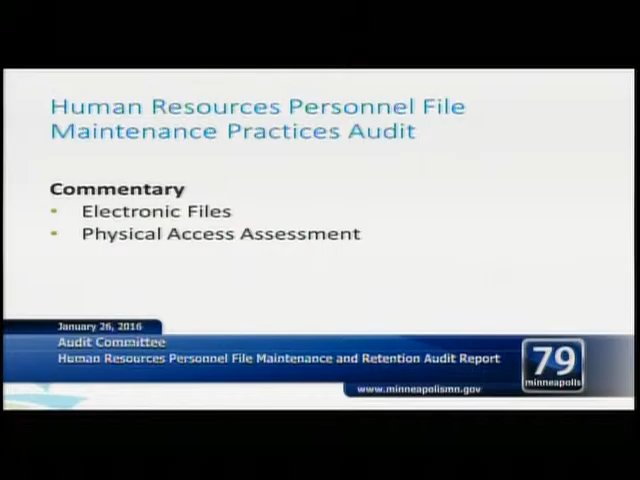 Human Resources Personnel File
Maintenance Practices Audit
Commentary
• Electronic Files
• Physical Access Assessment
January 26, 2016
Audit Committee
Human Resources Personnel File Maintenance and Retention Audit Report
79
minneapolis
www.minneapolismn.gov